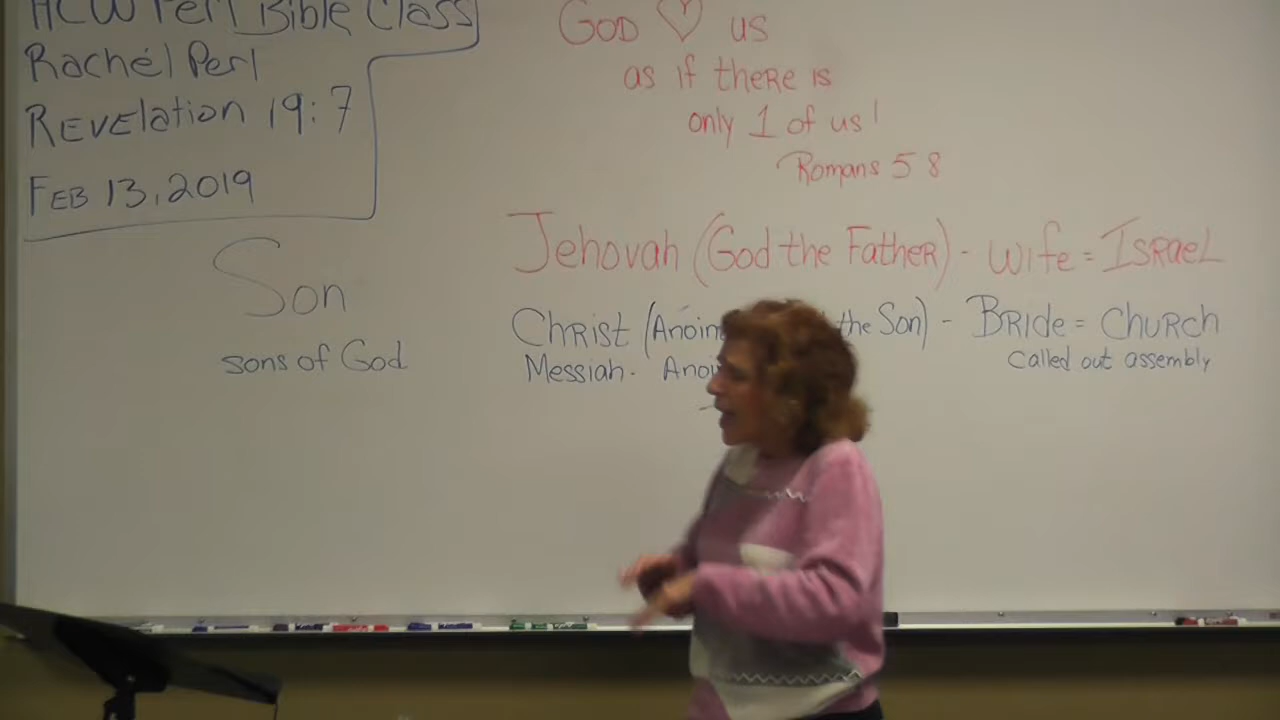 ACW Perl Bible Class
Rachel Perl
Revelation 19:7
Feb 13, 2019
God us
as if there is
only 1 of us!
Romans 5 8
Jehovah (God the Father) - wife = Israel
Christ (Anoin the Son) - Bride = Church
Messiah. Anoi called out assembly
Son
sons of God